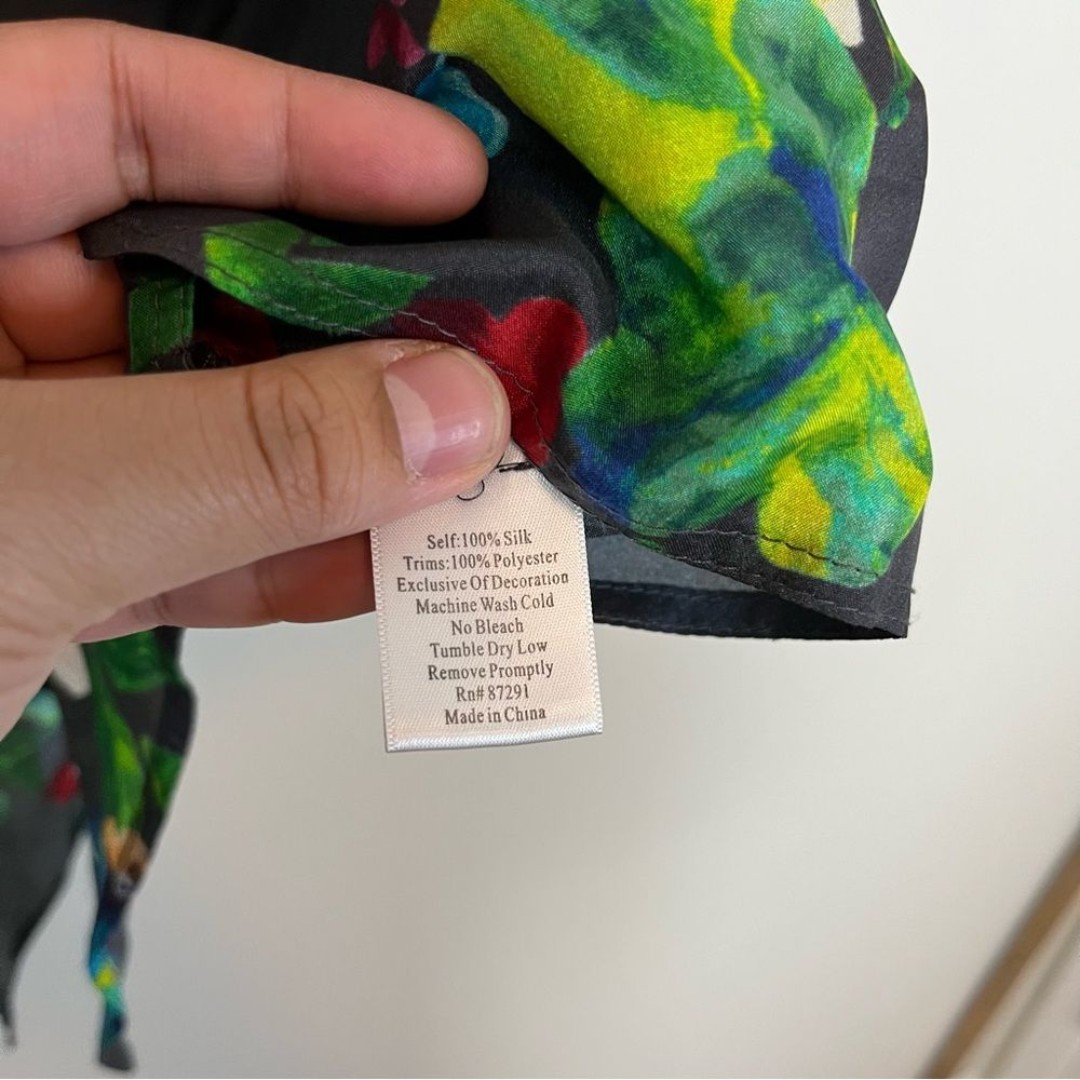 Self:100% Silk
Trims:100% Polyester
Exclusive Of Decoration
Machine Wash Cold
No Bleach
Tumble Dry Low
Remove Promptly
Rn# 87291
Made in China